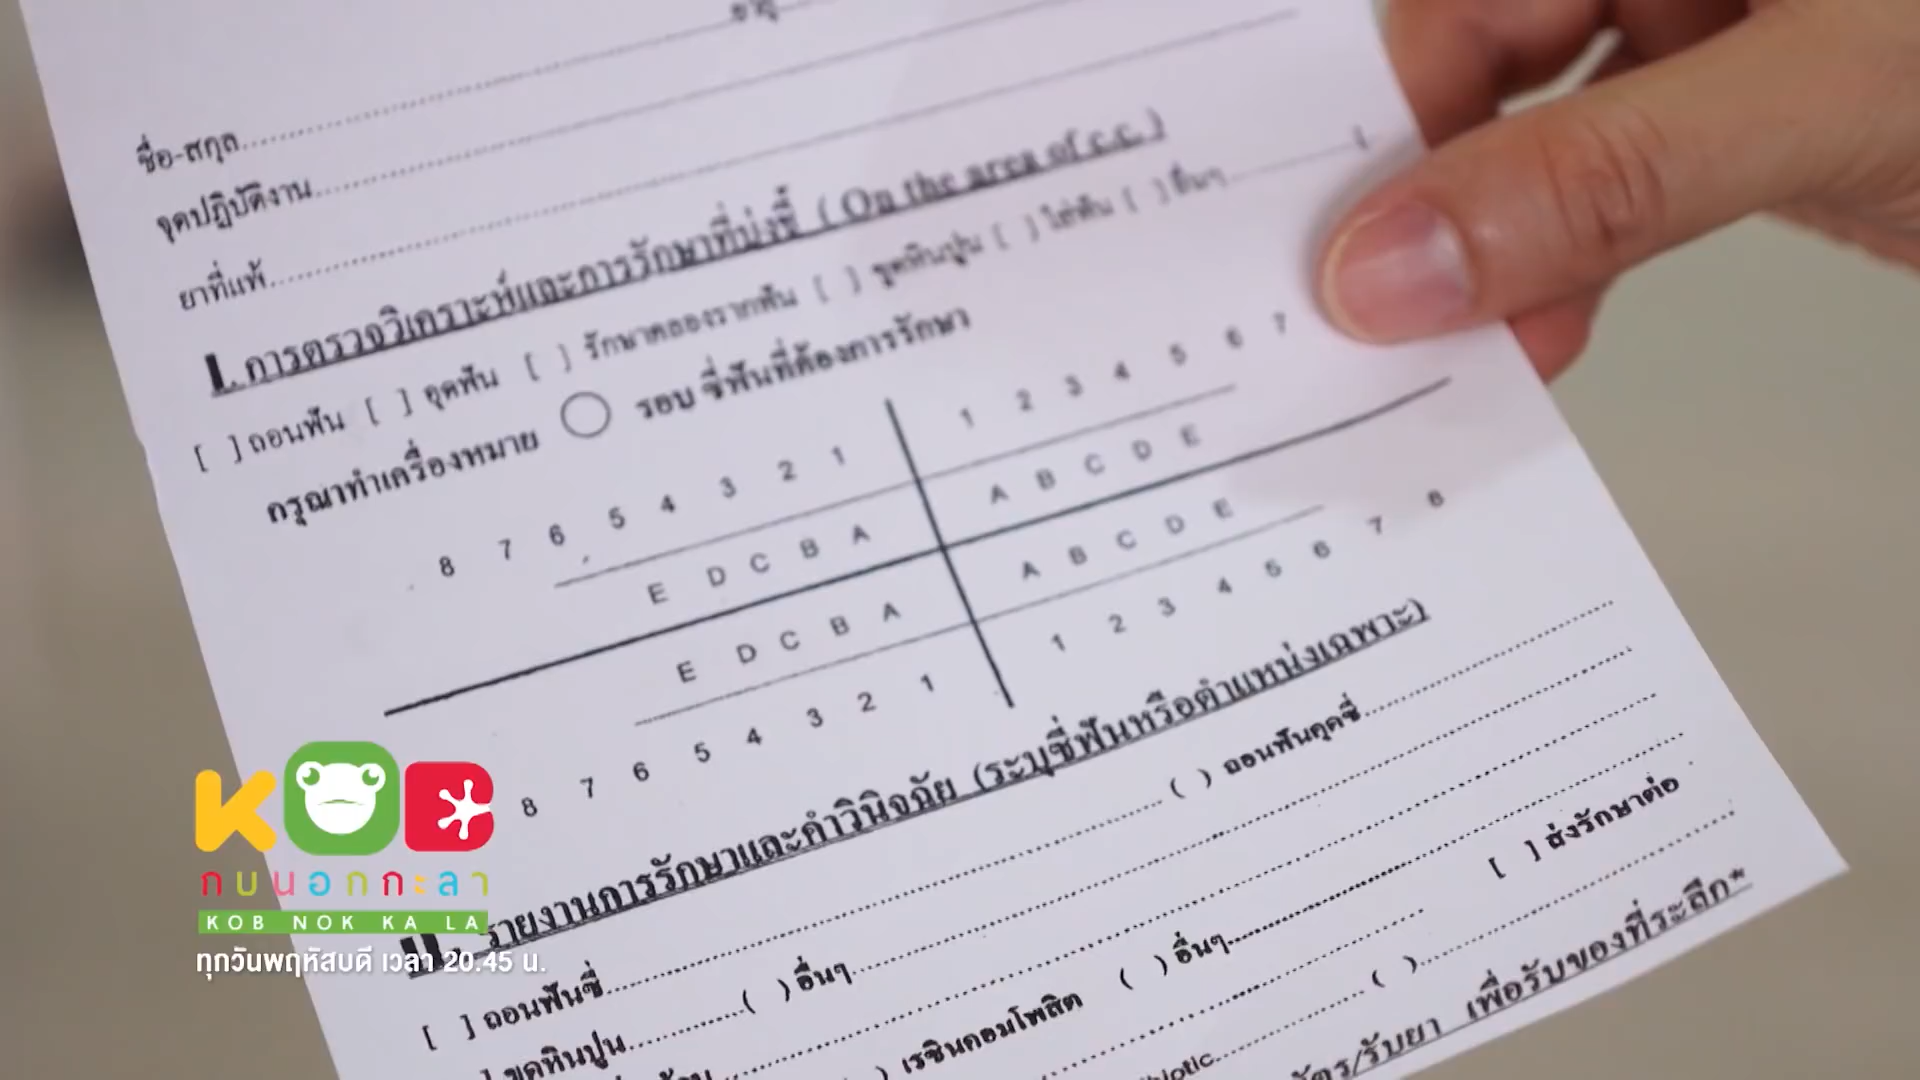 อายุ
ชื่อ-สกุล
จุดปฏิบัติงาน
ยาที่แพ้
I. การตรวจวิเคราะห์และการรักษาที่บ่งชี้ ( On the area of c.c. )
[ ] ถอนฟัน [ ] อุดฟัน [ ] รักษาคลองรากฟัน [ ] ขูดหินปูน [ ] ใส่ฟัน [ ] อื่นๆ
กรุณาทำเครื่องหมาย ○ รอบ ซี่ฟันที่ต้องการรักษา
8 7 6 5 4 3 2 1 1 2 3 4 5 6 7
E D C B A A B C D E
E D C B A A B C D E
8 7 6 5 4 3 2 1 1 2 3 4 5 6 7 8
II. รายงานการรักษาและคำวินิจฉัย (ระบุซี่ฟันหรือตำแหน่งเฉพาะ)
[ ] ถอนฟันซี่ ( ) ถอนฟันคุดซี่
] ขูดหินปูน ( ) อื่นๆ
) เรซินคอมโพสิต ( ) อื่นๆ
[ ] ส่งรักษาต่อ
( )
/รับยา เพื่อรับของที่ระลึก*
KOB
กบนอกกะลา
KOB NOK KA LA
ทุกวันพฤหัสบดี เวลา 20.45 น.